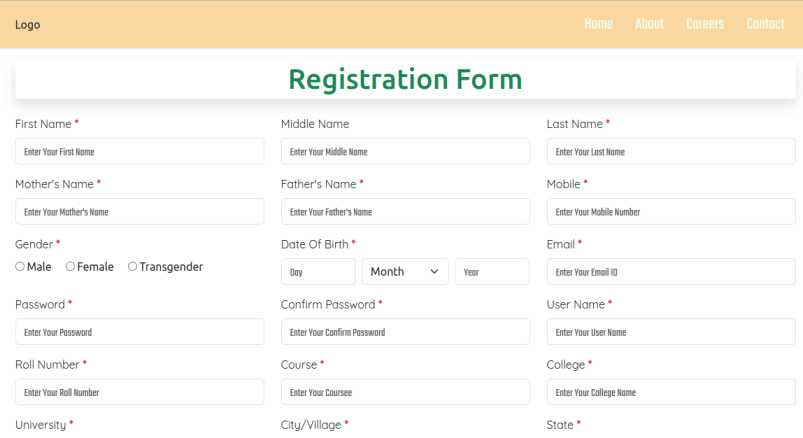 Logo Home About Careers Contact
Registration Form
First Name * Middle Name Last Name *
Enter Your First Name Enter Your Middle Name Enter Your Last Name
Mother's Name * Father's Name * Mobile *
Enter Your Mother's Name Enter Your Father's Name Enter Your Mobile Number
Gender * Date Of Birth * Email *
Male Female Transgender Day Month Year Enter Your Email ID
Password * Confirm Password * User Name *
Enter Your Password Enter Your Confirm Password Enter Your User Name
Roll Number * Course * College *
Enter Your Roll Number Enter Your Coursee Enter Your College Name
University * City/Village * State *